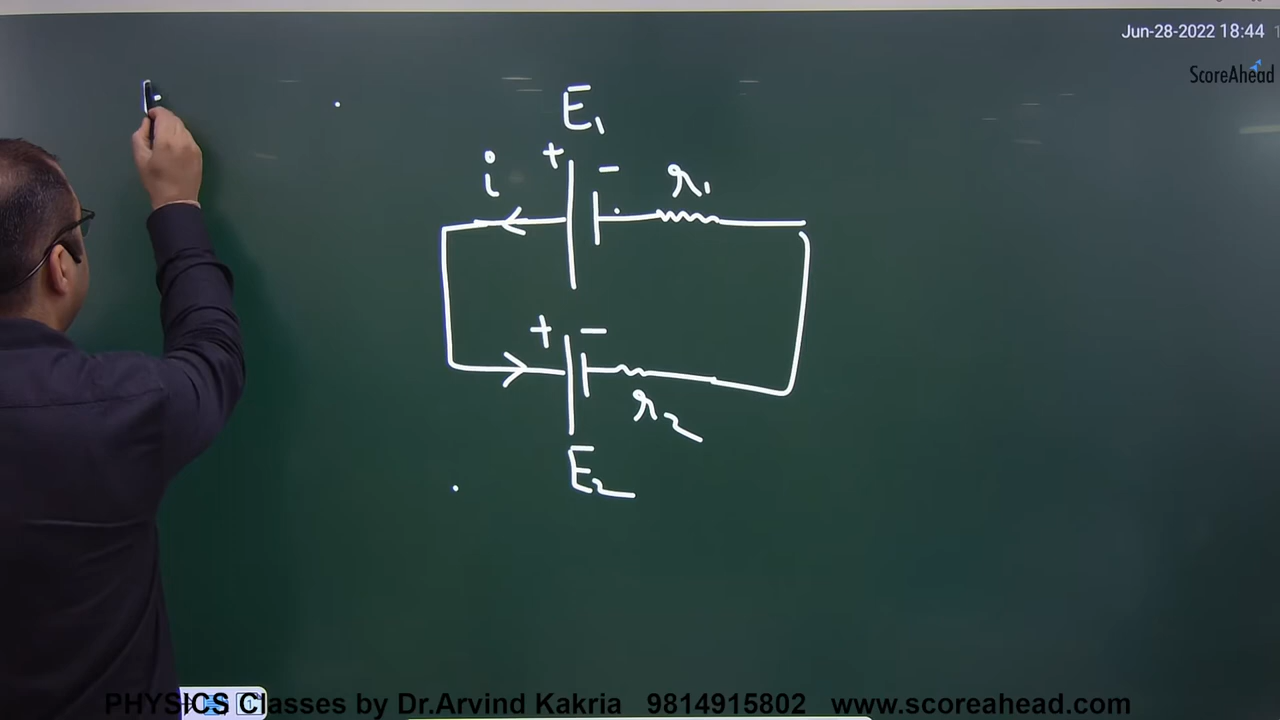 Jun-28-2022 18:44
ScoreAhead
E₁
+ -
i
r₁
+ -
r₂
E₂
PHYSICS Classes by Dr.Arvind Kakria 9814915802 www.scoreahead.com